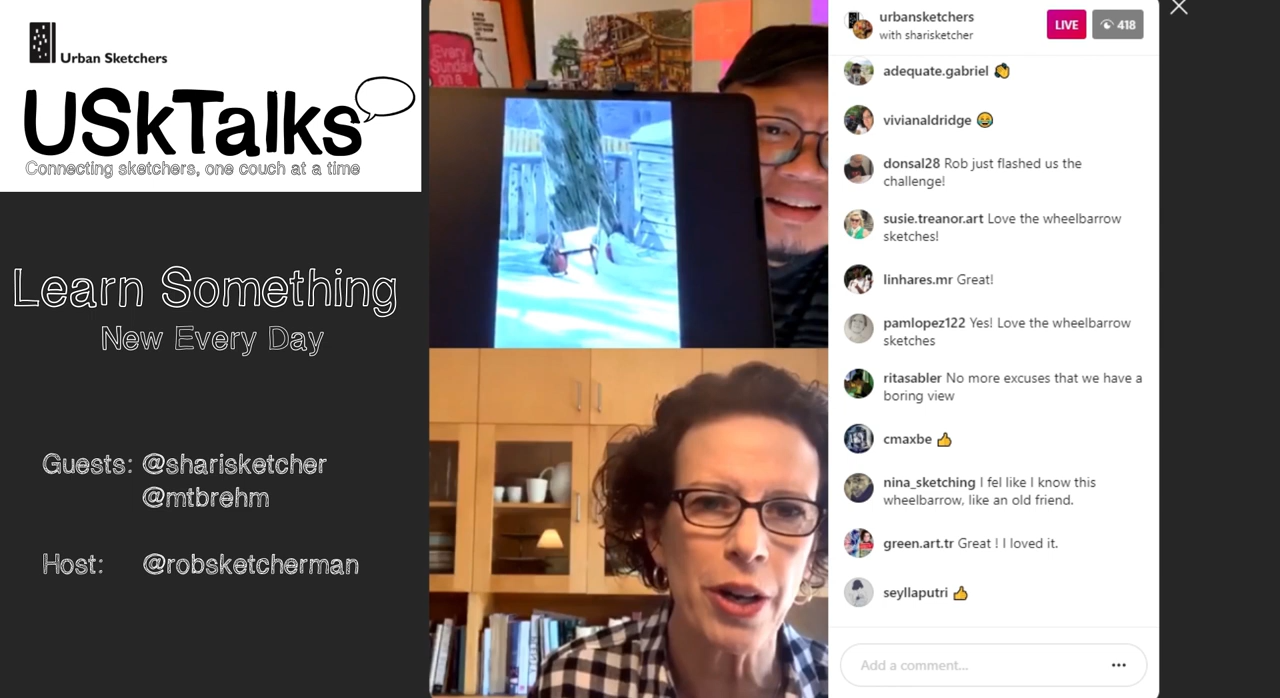 Urban Sketchers
USkTalks
Connecting sketchers, one couch at a time
Learn Something
New Every Day
Guests: @sharisketcher
@mtbrehm
Host: @robsketcherman
Every
Sunday
on a
urbansketchers
with sharisketcher
LIVE
418
adequate.gabriel 👏
vivianaldridge 😂
donsal28 Rob just flashed us the
challenge!
susie.treanor.art Love the wheelbarrow
sketches!
linhares.mr Great!
pamlopez122 Yes! Love the wheelbarrow
sketches
ritasabler No more excuses that we have a
boring view
cmaxbe 👍
nina_sketching I fel like I know this
wheelbarrow, like an old friend.
green.art.tr Great ! I loved it.
seyllaputri 👍
Add a comment...